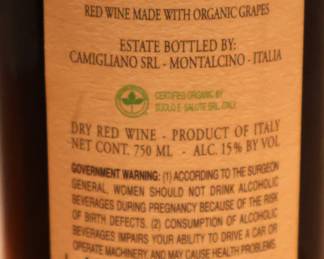 RED WINE MADE WITH ORGANIC GRAPES
ESTATE BOTTLED BY:
CAMIGLIANO SRL - MONTALCINO - ITALIA
CERTIFIED ORGANIC BY
SUOLO E SALUTE SRL, ITALY
DRY RED WINE - PRODUCT OF ITALY
NET CONT. 750 ML - ALC. 15% BY VOL
GOVERNMENT WARNING: (1) ACCORDING TO THE SURGEON
GENERAL, WOMEN SHOULD NOT DRINK ALCOHOLIC
BEVERAGES DURING PREGNANCY BECAUSE OF THE RISK
OF BIRTH DEFECTS. (2) CONSUMPTION OF ALCOHOLIC
BEVERAGES IMPAIRS YOUR ABILITY TO DRIVE A CAR OR
OPERATE MACHINERY AND MAY CAUSE HEALTH PROBLEMS.